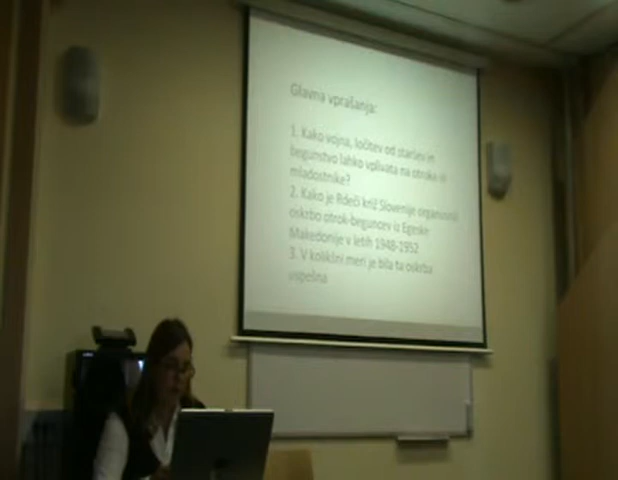 Glavna vprašanja:
1. Kako vojna, ločitev od staršev in
begunstvo lahko vplivata na otroke in
mladostnike?
2. Kako je Rdeči križ Slovenije organiziral
oskrbo otrok-beguncev iz Egejske
Makedonije v letih 1948-1952
3. V kolikšni meri je bila ta oskrba
uspešna